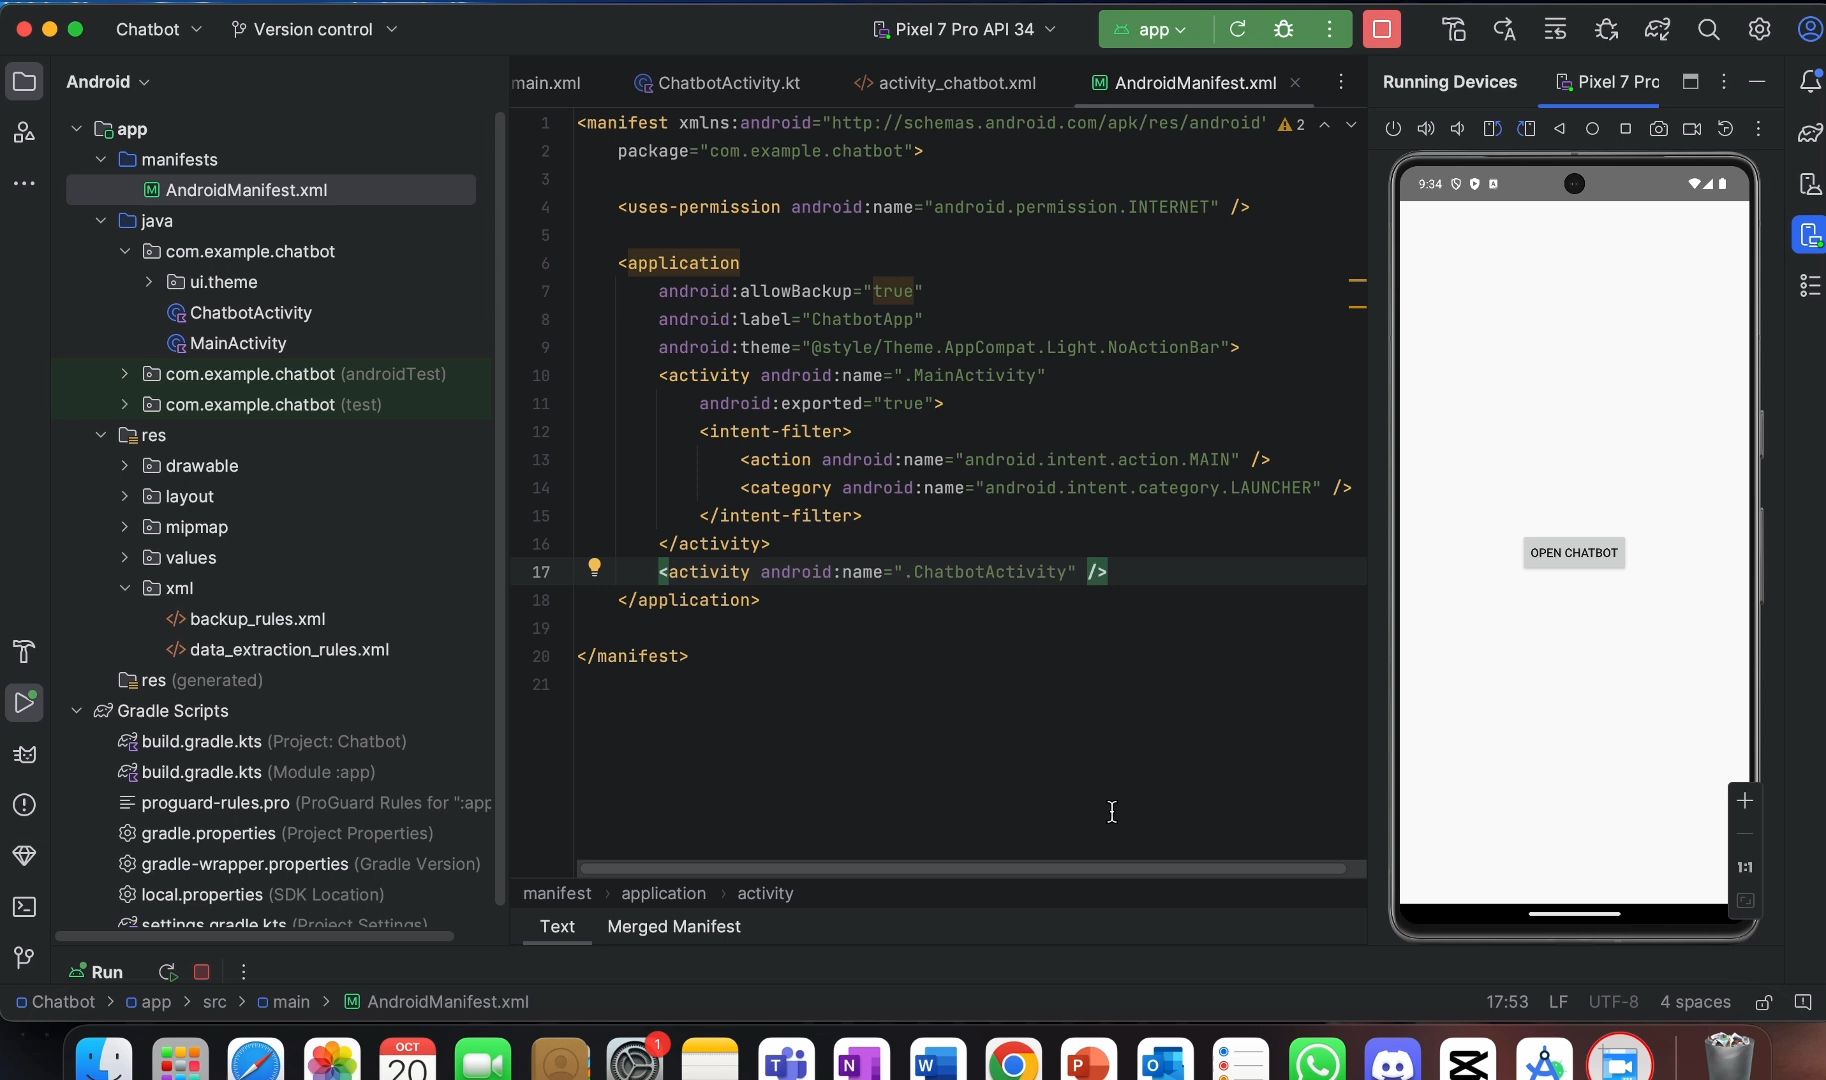 Chatbot
Version control
Pixel 7 Pro API 34
app
Android
app
manifests
AndroidManifest.xml
java
com.example.chatbot
ui.theme
ChatbotActivity
MainActivity
com.example.chatbot (androidTest)
com.example.chatbot (test)
res
drawable
layout
mipmap
values
xml
</> backup_rules.xml
</> data_extraction_rules.xml
res (generated)
Gradle Scripts
build.gradle.kts (Project: Chatbot)
build.gradle.kts (Module :app)
proguard-rules.pro (ProGuard Rules for ":app
gradle.properties (Project Properties)
gradle-wrapper.properties (Gradle Version)
local.properties (SDK Location)
settings.gradle.kts (Project Settings)
main.xml
ChatbotActivity.kt
</> activity_chatbot.xml
M AndroidManifest.xml
1 <manifest xmlns:android="http://schemas.android.com/apk/res/android"
2
2 package="com.example.chatbot">
3
4 <uses-permission android:name="android.permission.INTERNET" />
5
6 <application
7 android:allowBackup="true"
8 android:label="ChatbotApp"
9 android:theme="@style/Theme.AppCompat.Light.NoActionBar">
10 <activity android:name=".MainActivity"
11 android:exported="true">
12 <intent-filter>
13 <action android:name="android.intent.action.MAIN" />
14 <category android:name="android.intent.category.LAUNCHER" />
15 </intent-filter>
16 </activity>
17 <activity android:name=".ChatbotActivity" />
18 </application>
19
20 </manifest>
21
manifest > application > activity
Text
Merged Manifest
Running Devices
Pixel 7 Pro
9:34
OPEN CHATBOT
1:1
Run
Chatbot > app > src > main > M AndroidManifest.xml
17:53 LF UTF-8 4 spaces
OCT
20
1
T
N
W
P
O